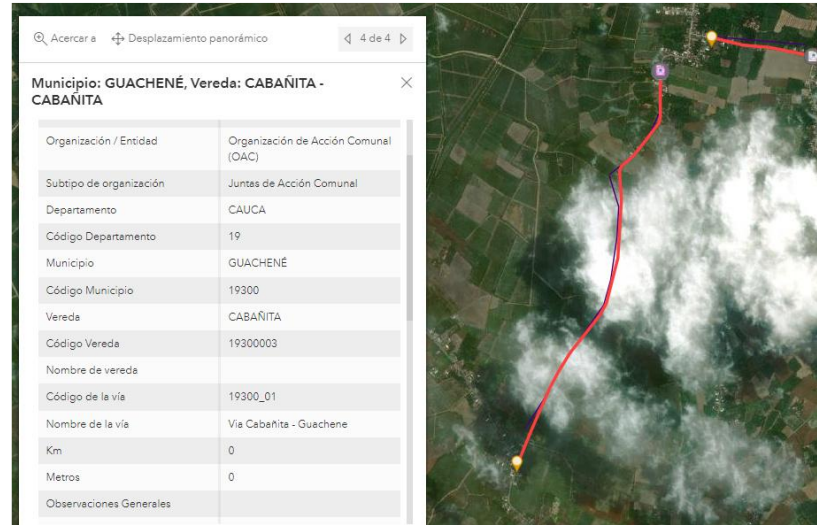 Acercar a Desplazamiento panorámico 4 de 4
Municipio: GUACHENÉ, Vereda: CABAÑITA -
CABAÑITA
Organización / Entidad Organización de Acción Comunal
(OAC)
Subtipo de organización Juntas de Acción Comunal
Departamento CAUCA
Código Departamento 19
Municipio GUACHENÉ
Código Municipio 19300
Vereda CABAÑITA
Código Vereda 19300003
Nombre de vereda
Código de la vía 19300_01
Nombre de la vía Via Cabañita - Guachene
Km 0
Metros 0
Observaciones Generales